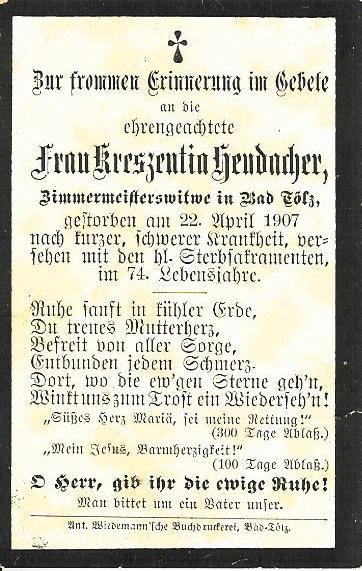 Zur frommen Erinnerung im Gebete
an die
ehrengeachtete
Frau Kreszentia Heudacher,
Zimmermeisterswitwe in Bad Tölz,
gestorben am 22. April 1907
nach kurzer, schwerer Krankheit, ver-
sehen mit den hl. Sterbsakramenten,
im 74. Lebensjahre.
Ruhe sanft in kühler Erde,
Du treues Mutterherz,
Befreit von aller Sorge,
Entbunden jedem Schmerz-
Dort, wo die ew'gen Sterne geh'n,
Winkt uns zum Trost ein Wiederseh'n!
„Süßes Herz Mariä, sei meine Rettung!"
(300 Tage Ablaß.)
„Mein Jesus, Barmherzigkeit!"
(100 Tage Ablaß.)
O Herr, gib ihr die ewige Ruhe!
Man bittet um ein Vater unser.
Ant. Wiedemann'sche Buchdruckerei, Bad-Tölz.